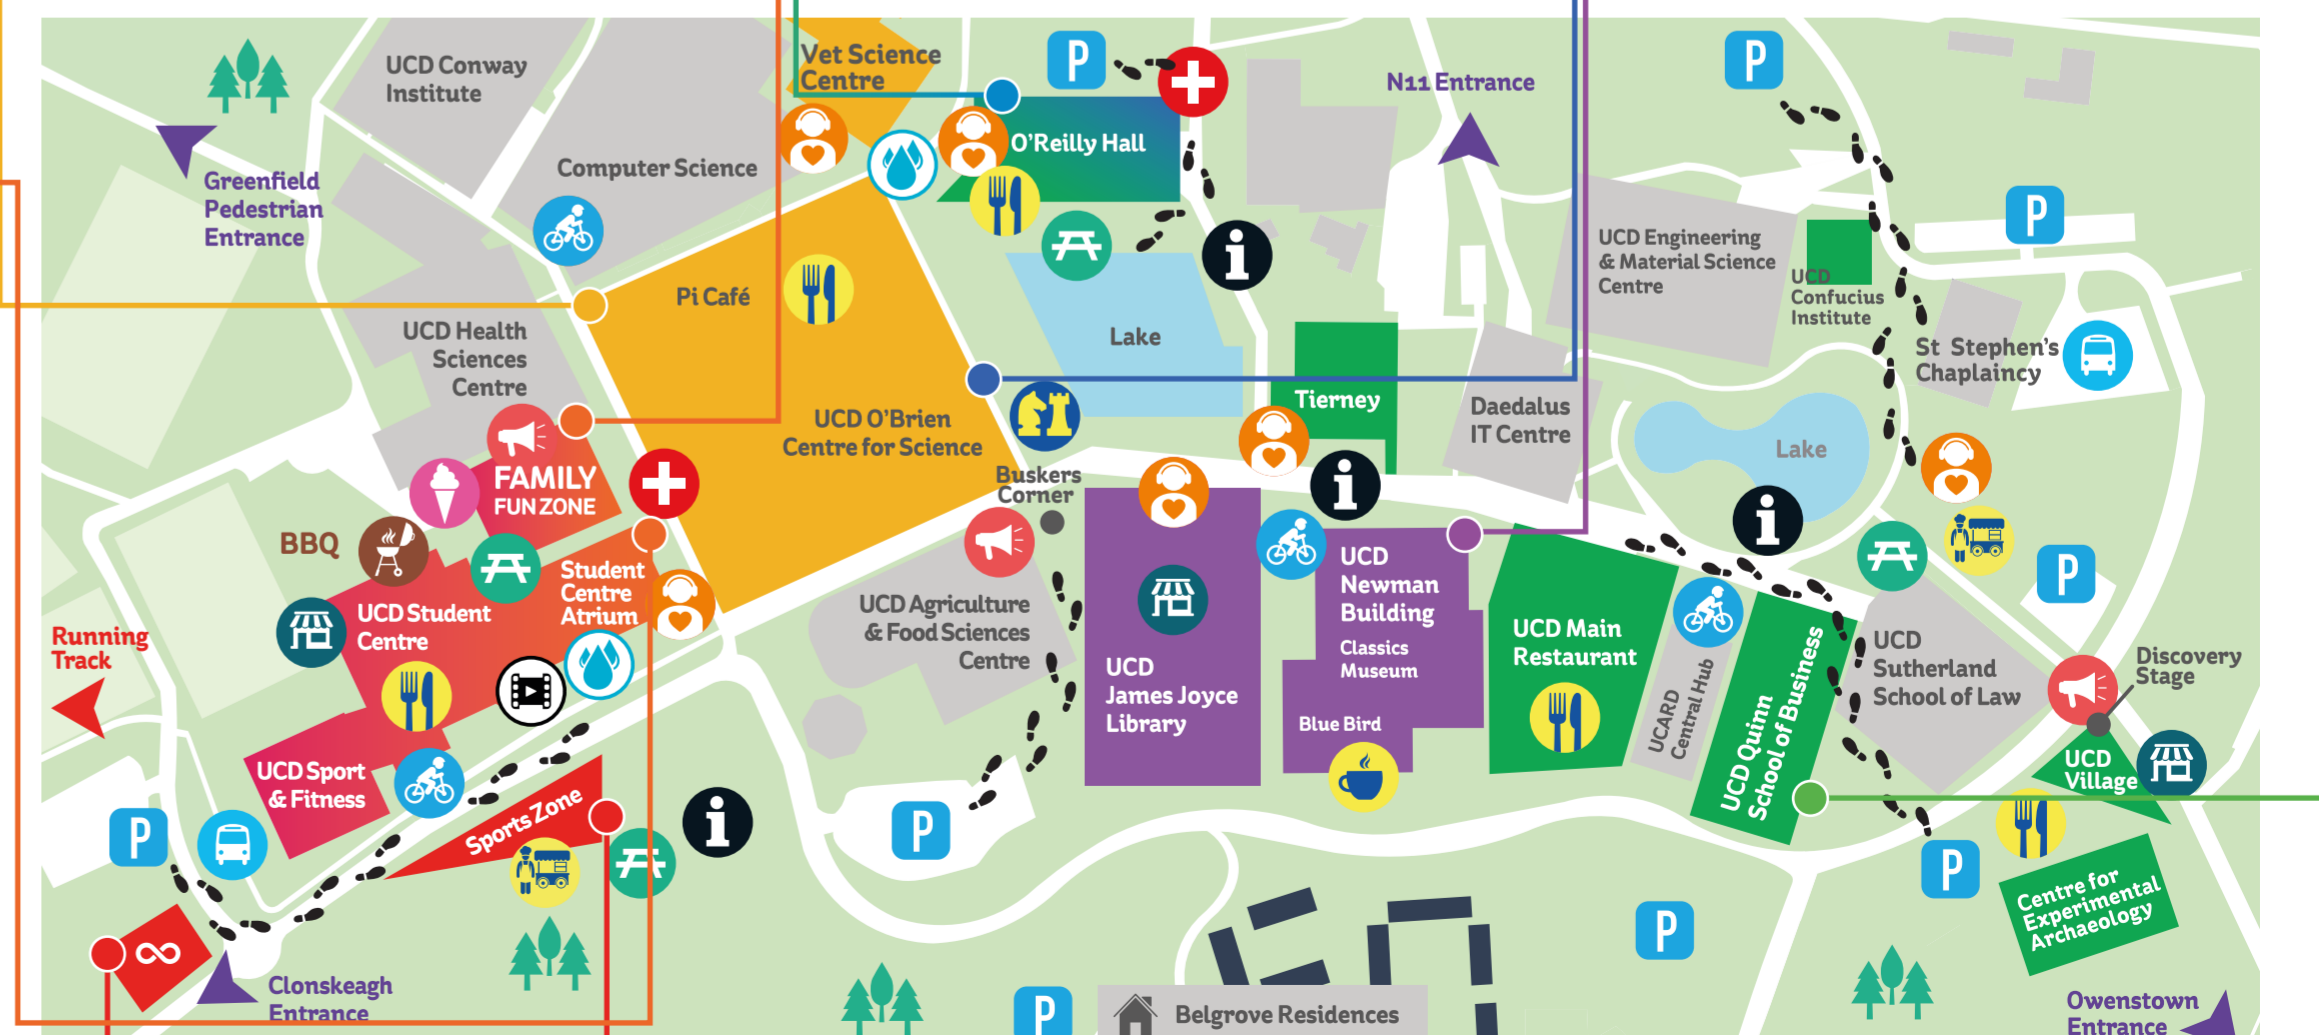 UCD Conway
Institute
Vet Science
Centre
P
N11 Entrance
P
O'Reilly Hall
Computer Science
Greenfield
Pedestrian
Entrance
P
UCD Engineering
& Material Science
Centre
UCD
Confucius
Institute
i
Pi Café
Lake
UCD Health
Sciences
Centre
St Stephen's
Chaplaincy
Tierney
Daedalus
IT Centre
UCD O'Brien
Centre for Science
Lake
FAMILY
FUN ZONE
Buskers
Corner
i
i
BBQ
Student
Centre
Atrium
UCD Student
Centre
UCD Agriculture
& Food Sciences
Centre
UCD
Newman
Building
Classics
Museum
Blue Bird
UCD
James Joyce
Library
UCD Main
Restaurant
UCARD
Central Hub
UCD Quinn
School of Business
UCD
Sutherland
School of Law
P
Discovery
Stage
UCD
Village
Running
Track
UCD Sport
& Fitness
Sports Zone
i
P
P
P
Centre for
Experimental
Archaeology
P
Clonskeagh
Entrance
P
Belgrove Residences
Owenstown
Entrance